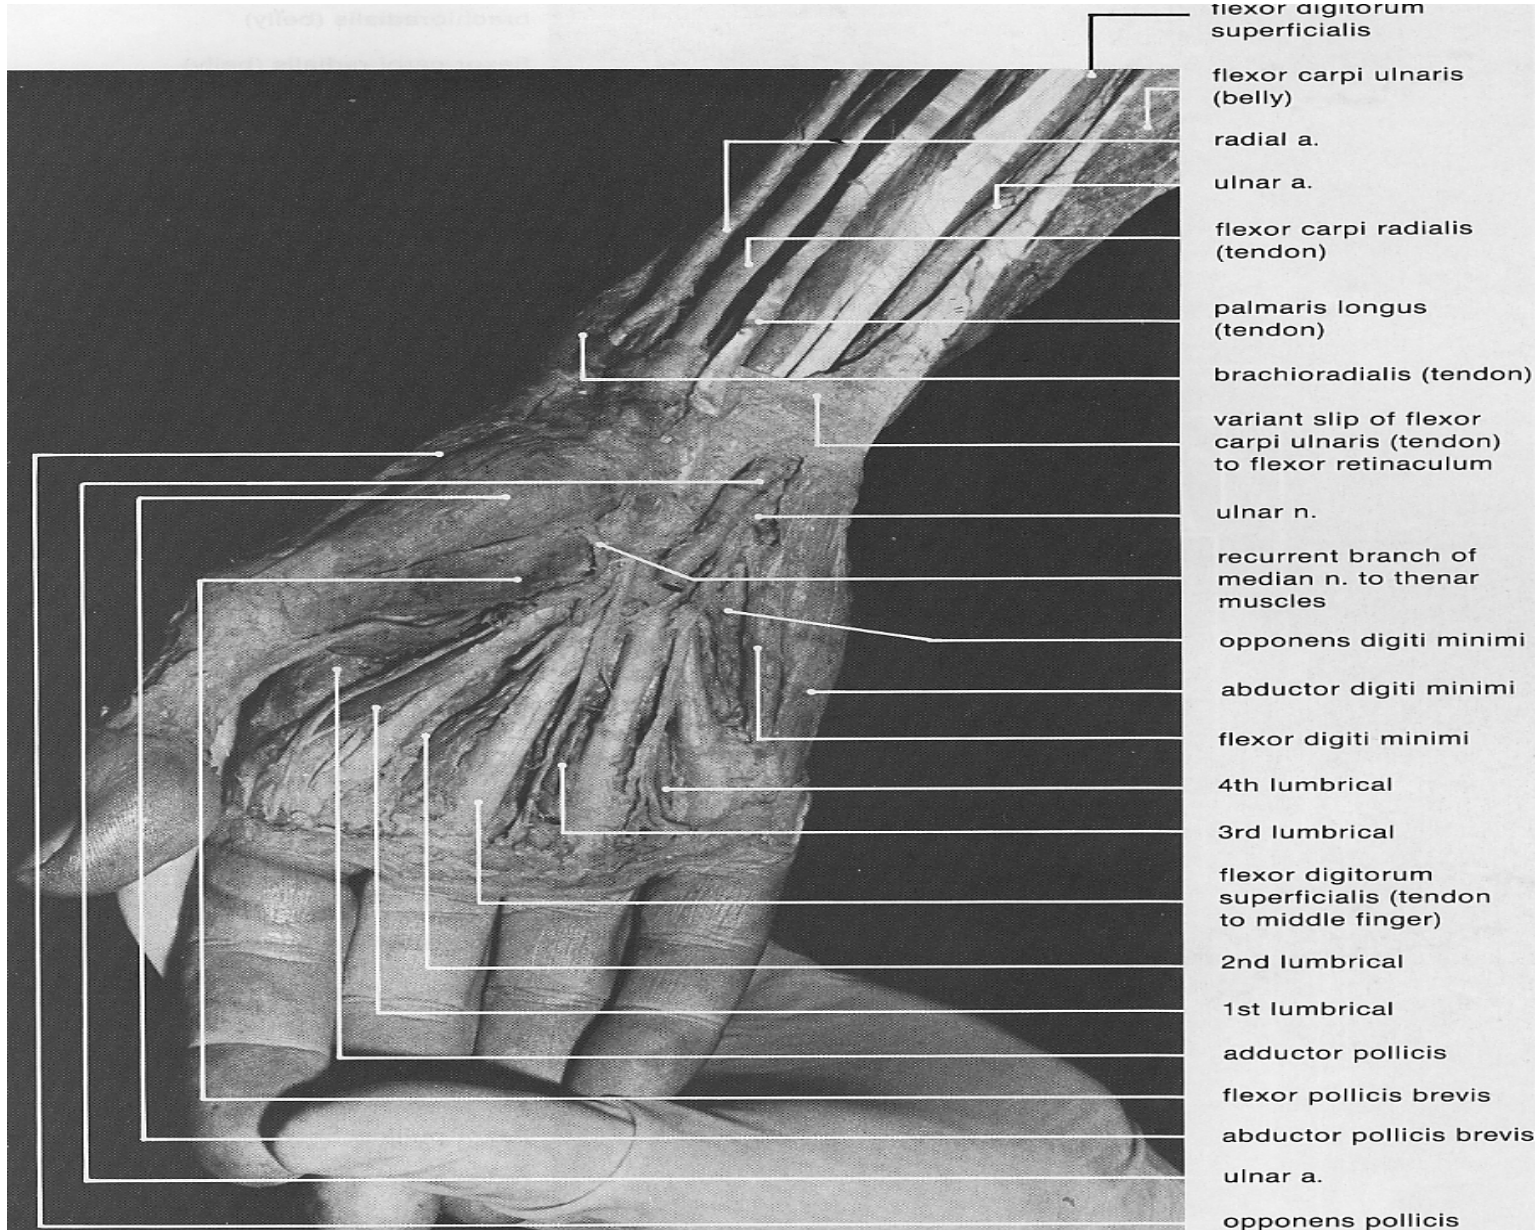 flexor digitorum
superficialis
flexor carpi ulnaris
(belly)
radial a.
ulnar a.
flexor carpi radialis
(tendon)
palmaris longus
(tendon)
brachioradialis (tendon)
variant slip of flexor
carpi ulnaris (tendon)
to flexor retinaculum
ulnar n.
recurrent branch of
median n. to thenar
muscles
opponens digiti minimi
abductor digiti minimi
flexor digiti minimi
4th lumbrical
3rd lumbrical
flexor digitorum
superficialis (tendon
to middle finger)
2nd lumbrical
1st lumbrical
adductor pollicis
flexor pollicis brevis
abductor pollicis brevis
ulnar a.
opponens pollicis